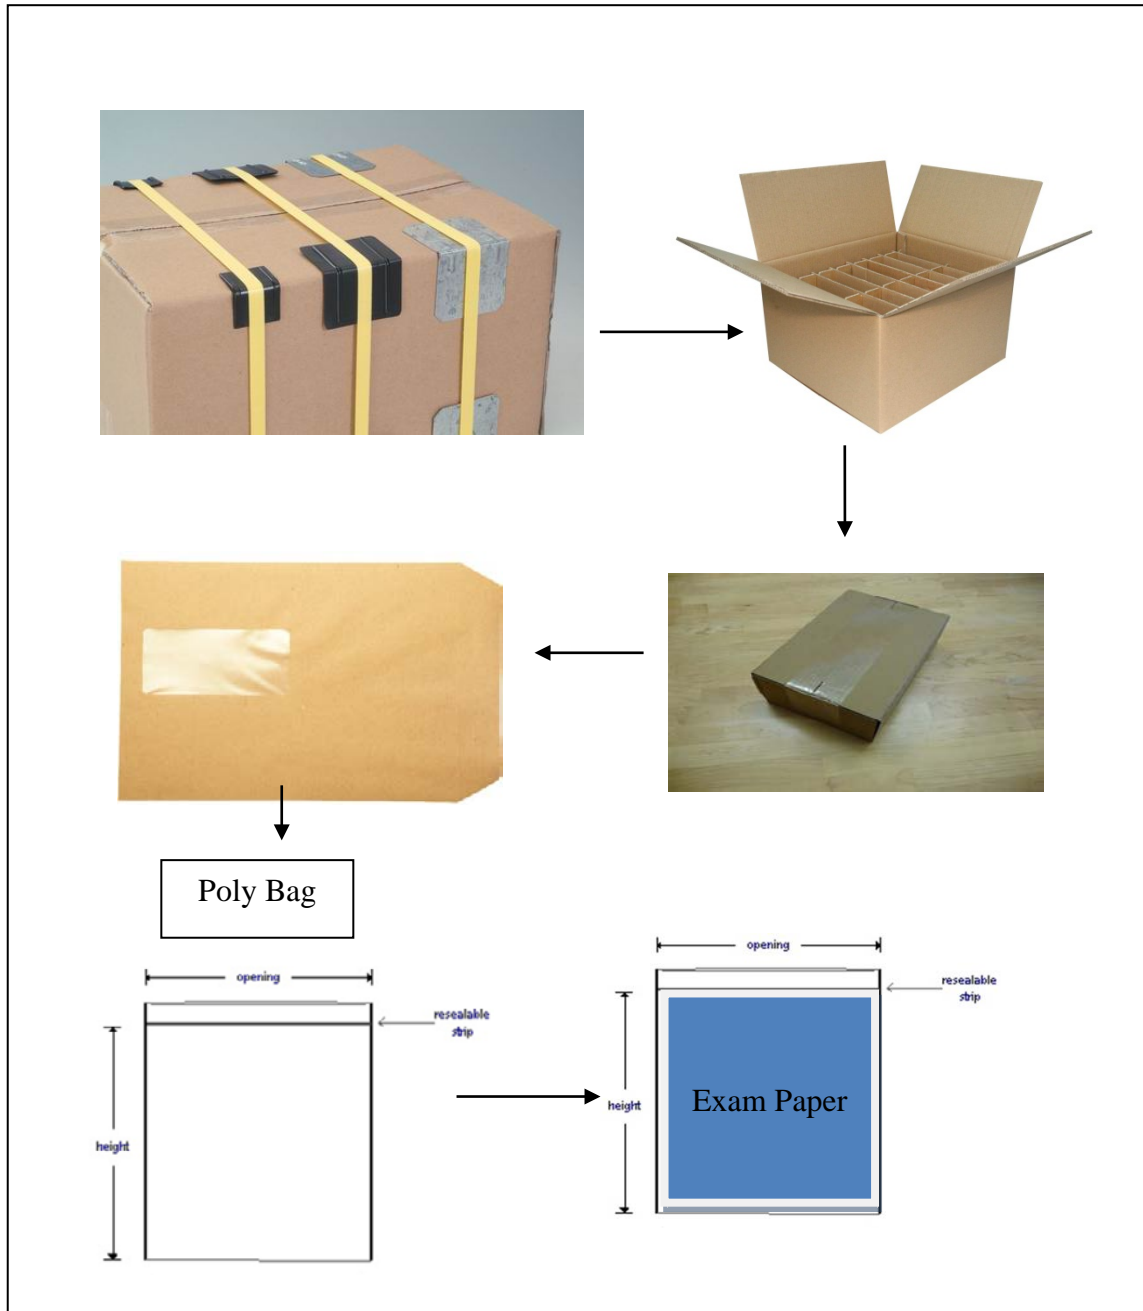 Poly Bag
opening
resealable
strip
height
opening
resealable
strip
height
Exam Paper